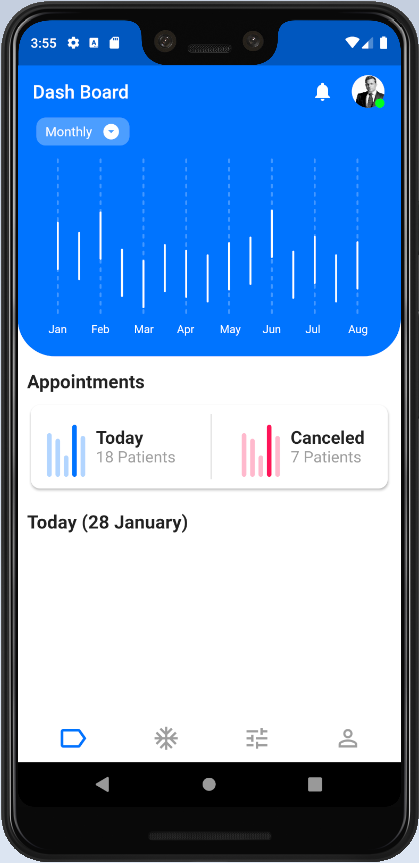 3:55
Dash Board
Monthly
Jan Feb Mar Apr May Jun Jul Aug
Appointments
Today
18 Patients
Canceled
7 Patients
Today (28 January)